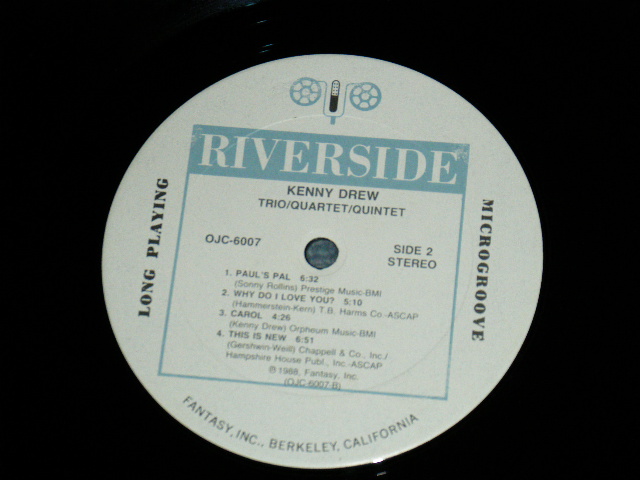 RIVERSIDE
KENNY DREW
TRIO/QUARTET/QUINTET
OJC-6007
SIDE 2
STEREO
1. PAUL'S PAL 6:32
(Sonny Rollins) Prestige Music-BMI
2. WHY DO I LOVE YOU? 5:10
(Hammerstein-Kern) T.B. Harms Co.-ASCAP
3. CAROL 4:26
(Kenny Drew) Orpheum Music-BMI
4. THIS IS NEW 6:51
(Gershwin-Weill) Chappell & Co., Inc./
Hampshire House Publ., Inc.-ASCAP
℗ 1988, Fantasy, Inc.
(OJC-6007-B)
LONG PLAYING
MICROGROOVE
FANTASY, INC., BERKELEY, CALIFORNIA